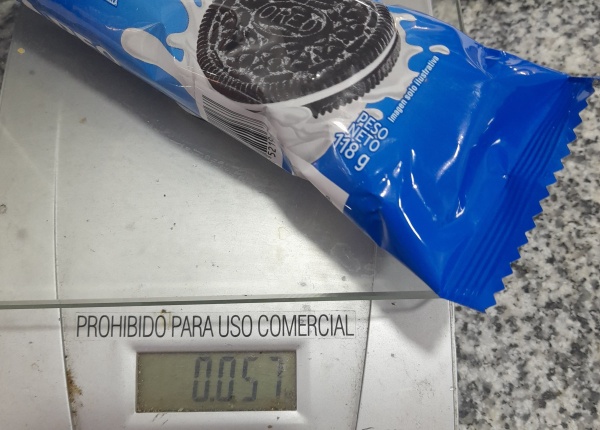 OREO
Imagen solo ilustrativa
PESO
NETO
118 g
PROHIBIDO PARA USO COMERCIAL
0.057